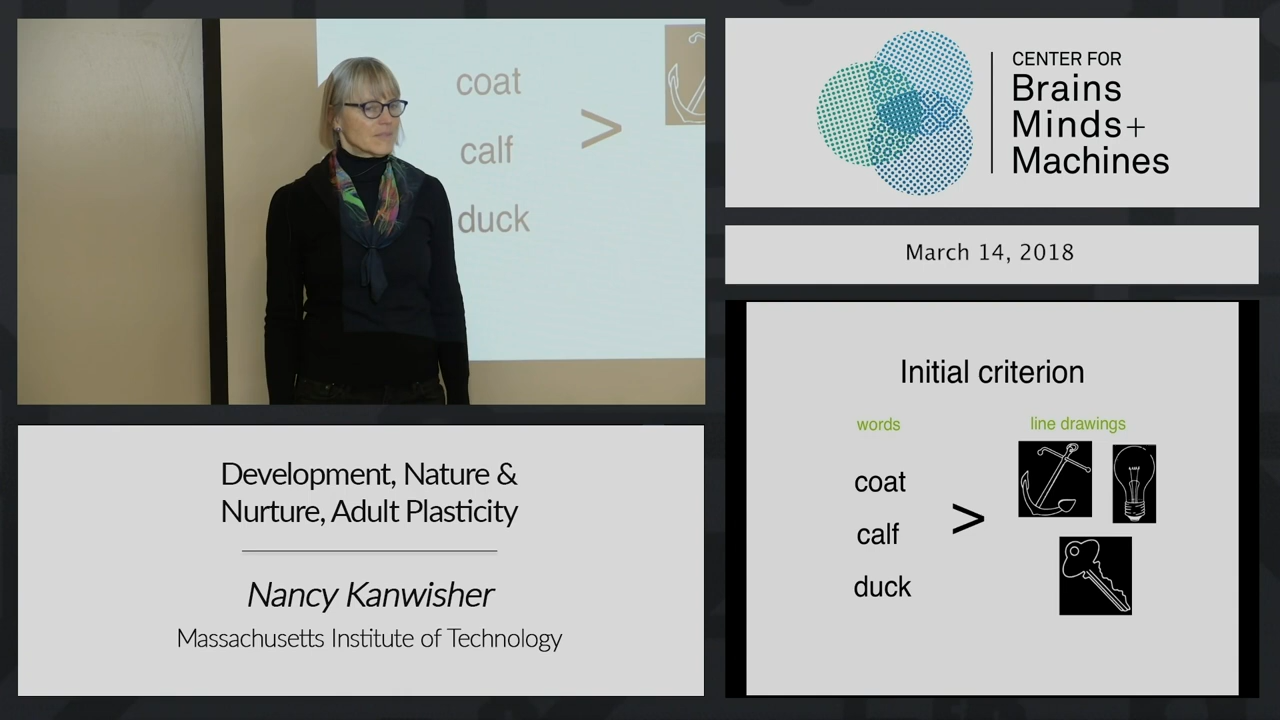 coat
>
calf
duck
CENTER FOR
Brains
Minds+
Machines
March 14, 2018
Development, Nature &
Nurture, Adult Plasticity
Nancy Kanwisher
Massachusetts Institute of Technology
Initial criterion
words
line drawings
coat
calf
>
duck